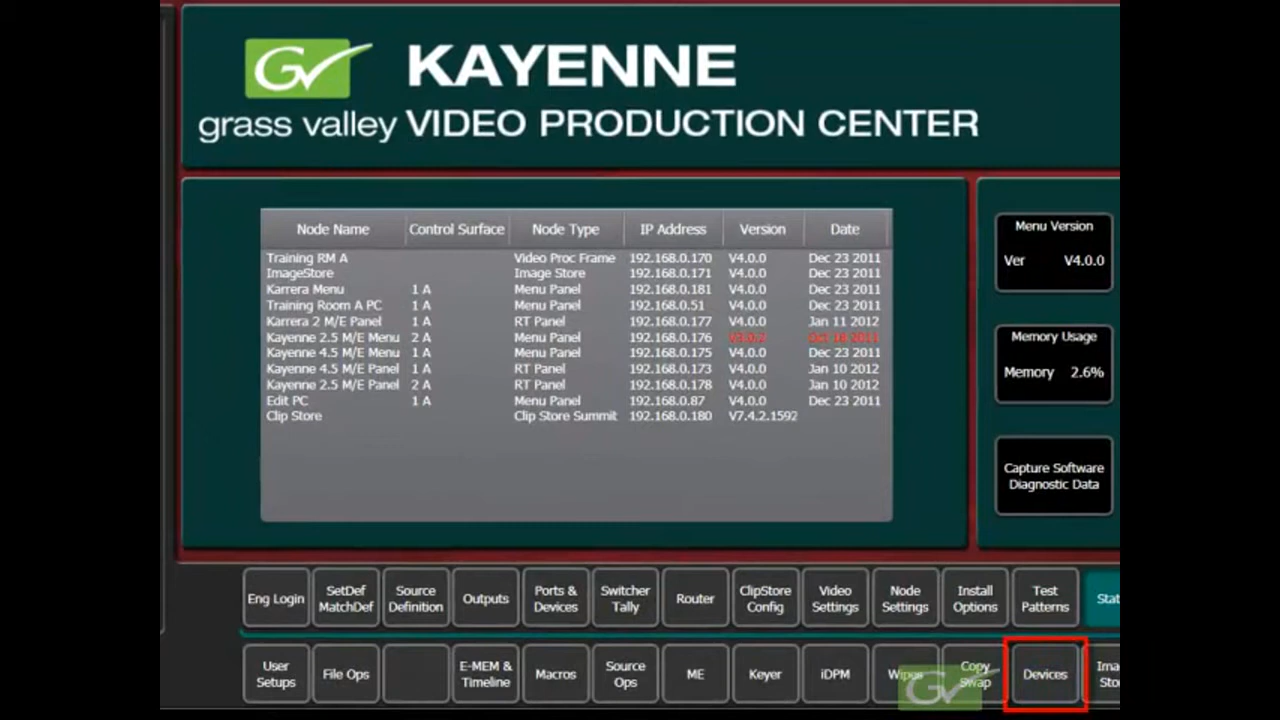 GV KAYENNE
grass valley VIDEO PRODUCTION CENTER
Node Name Control Surface Node Type IP Address Version Date
Training RM A Video Proc Frame 192.168.0.170 V4.0.0 Dec 23 2011
ImageStore Image Store 192.168.0.171 V4.0.0 Dec 23 2011
Karrera Menu 1 A Menu Panel 192.168.0.181 V4.0.0 Dec 23 2011
Training Room A PC 1 A Menu Panel 192.168.0.51 V4.0.0 Dec 23 2011
Karrera 2 M/E Panel 1 A RT Panel 192.168.0.177 V4.0.0 Jan 11 2012
Kayenne 2.5 M/E Menu 2 A Menu Panel 192.168.0.176
Kayenne 4.5 M/E Menu 1 A Menu Panel 192.168.0.175 V4.0.0 Dec 23 2011
Kayenne 4.5 M/E Panel 1 A RT Panel 192.168.0.173 V4.0.0 Jan 10 2012
Kayenne 2.5 M/E Panel 2 A RT Panel 192.168.0.178 V4.0.0 Jan 10 2012
Edit PC 1 A Menu Panel 192.168.0.87 V4.0.0 Dec 23 2011
Clip Store Clip Store Summit 192.168.0.180 V7.4.2.1592
Menu Version
Ver V4.0.0
Memory Usage
Memory 2.6%
Capture Software
Diagnostic Data
Eng Login
SetDef
MatchDef
Source
Definition
Outputs
Ports &
Devices
Switcher
Tally
Router
ClipStore
Config
Video
Settings
Node
Settings
Install
Options
Test
Patterns
Stat
User
Setups
File Ops
E-MEM &
Timeline
Macros
Source
Ops
ME
Keyer
iDPM
Wipes
Copy
Swap
Devices
Ima
Sto
GV